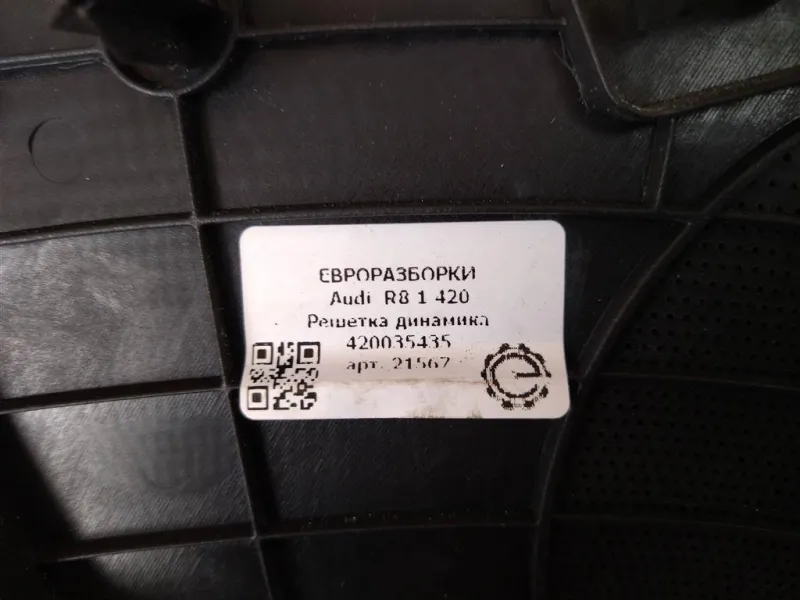 ЕВРОРАЗБОРКИ
Audi R8 1 420
Решетка динамика
420035435
арт. 21567